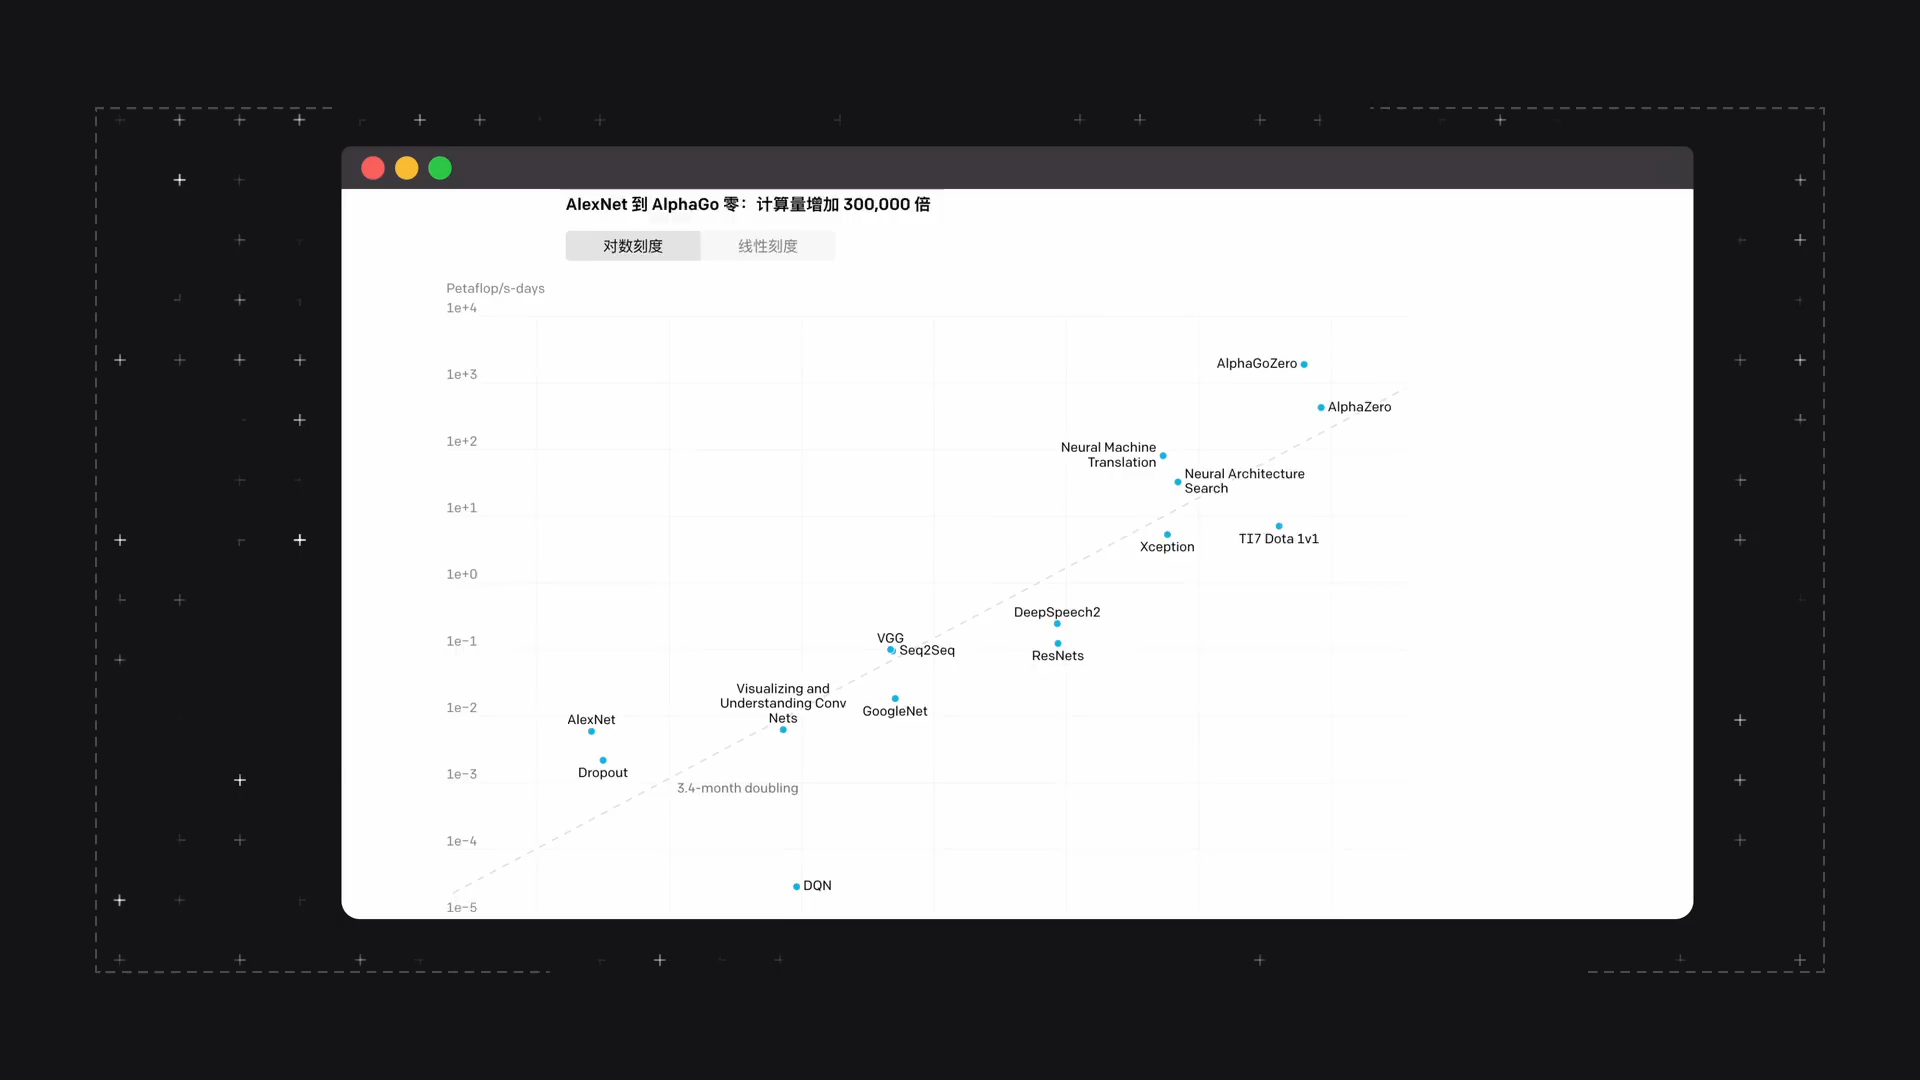 AlexNet 到 AlphaGo 零：计算量增加 300,000 倍
对数刻度
线性刻度
Petaflop/s-days
1e+4
AlphaGoZero
1e+3
AlphaZero
1e+2
Neural Machine
Translation
Neural Architecture
Search
1e+1
TI7 Dota 1v1
Xception
1e+0
DeepSpeech2
1e-1
VGG
Seq2Seq
ResNets
Visualizing and
Understanding Conv
Nets
1e-2
GoogleNet
AlexNet
1e-3
Dropout
3.4-month doubling
1e-4
DQN
1e-5